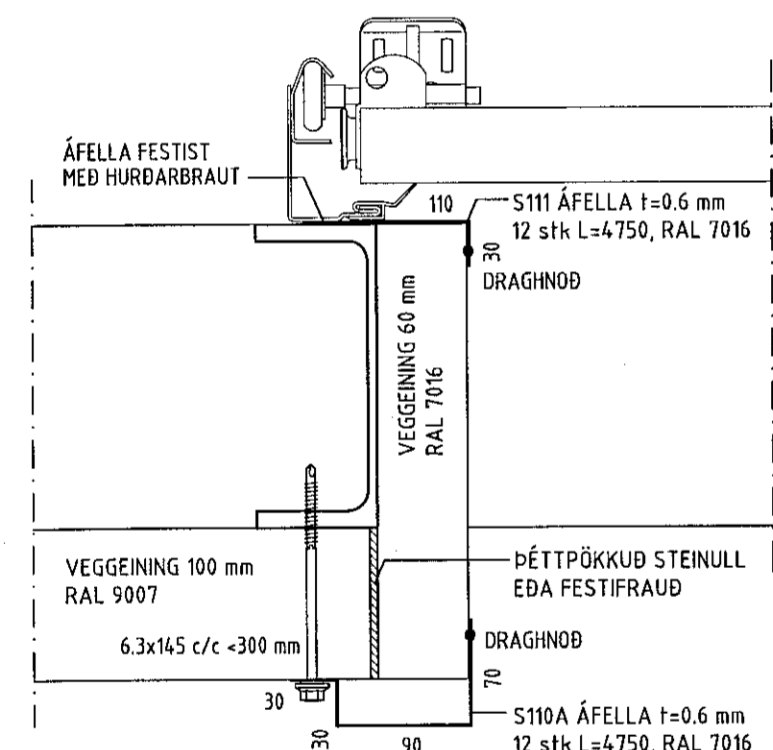 ÁFELLA FESTIST
MEÐ HURÐARBRAUT
110
S111 ÁFELLA t=0.6 mm
12 stk L=4750, RAL 7016
30
DRAGHNOÐ
VEGGEINING 60 mm
RAL 7016
VEGGEINING 100 mm
RAL 9007
ÞÉTTPÖKKUÐ STEINULL
EÐA FESTIFRAUÐ
6.3x145 c/c <300 mm
DRAGHNOÐ
70
30
30
90
S110A ÁFELLA t=0.6 mm
12 stk L=4750, RAL 7016